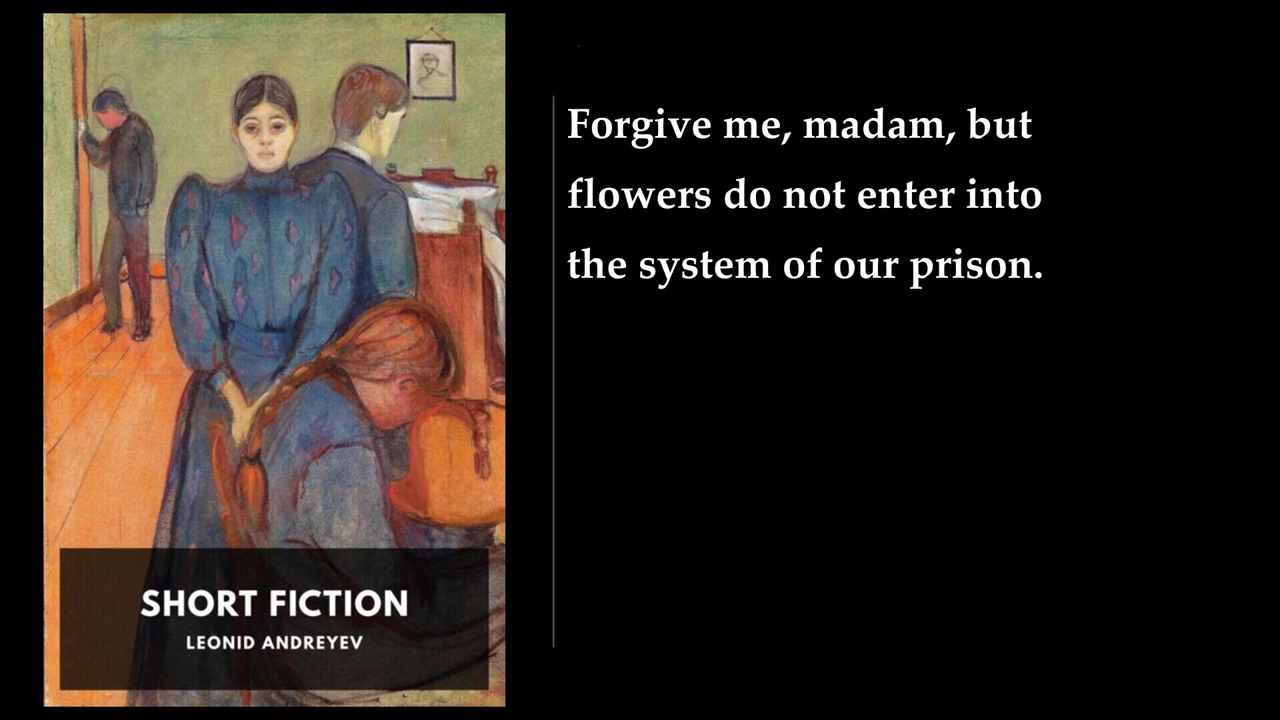 SHORT FICTION
LEONID ANDREYEV
Forgive me, madam, but
flowers do not enter into
the system of our prison.